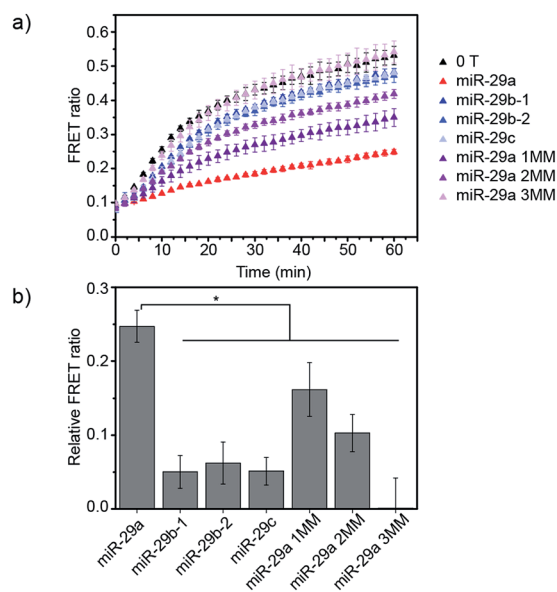 a)
0.6
0.5
0.4
0.3
0.2
0.1
0.0
FRET ratio
0 10 20 30 40 50 60
Time (min)
0 T
miR-29a
miR-29b-1
miR-29b-2
miR-29c
miR-29a 1MM
miR-29a 2MM
miR-29a 3MM
b)
0.3
0.2
0.1
0.0
Relative FRET ratio
*
miR-29a
miR-29b-1
miR-29b-2
miR-29c
miR-29a 1MM
miR-29a 2MM
miR-29a 3MM